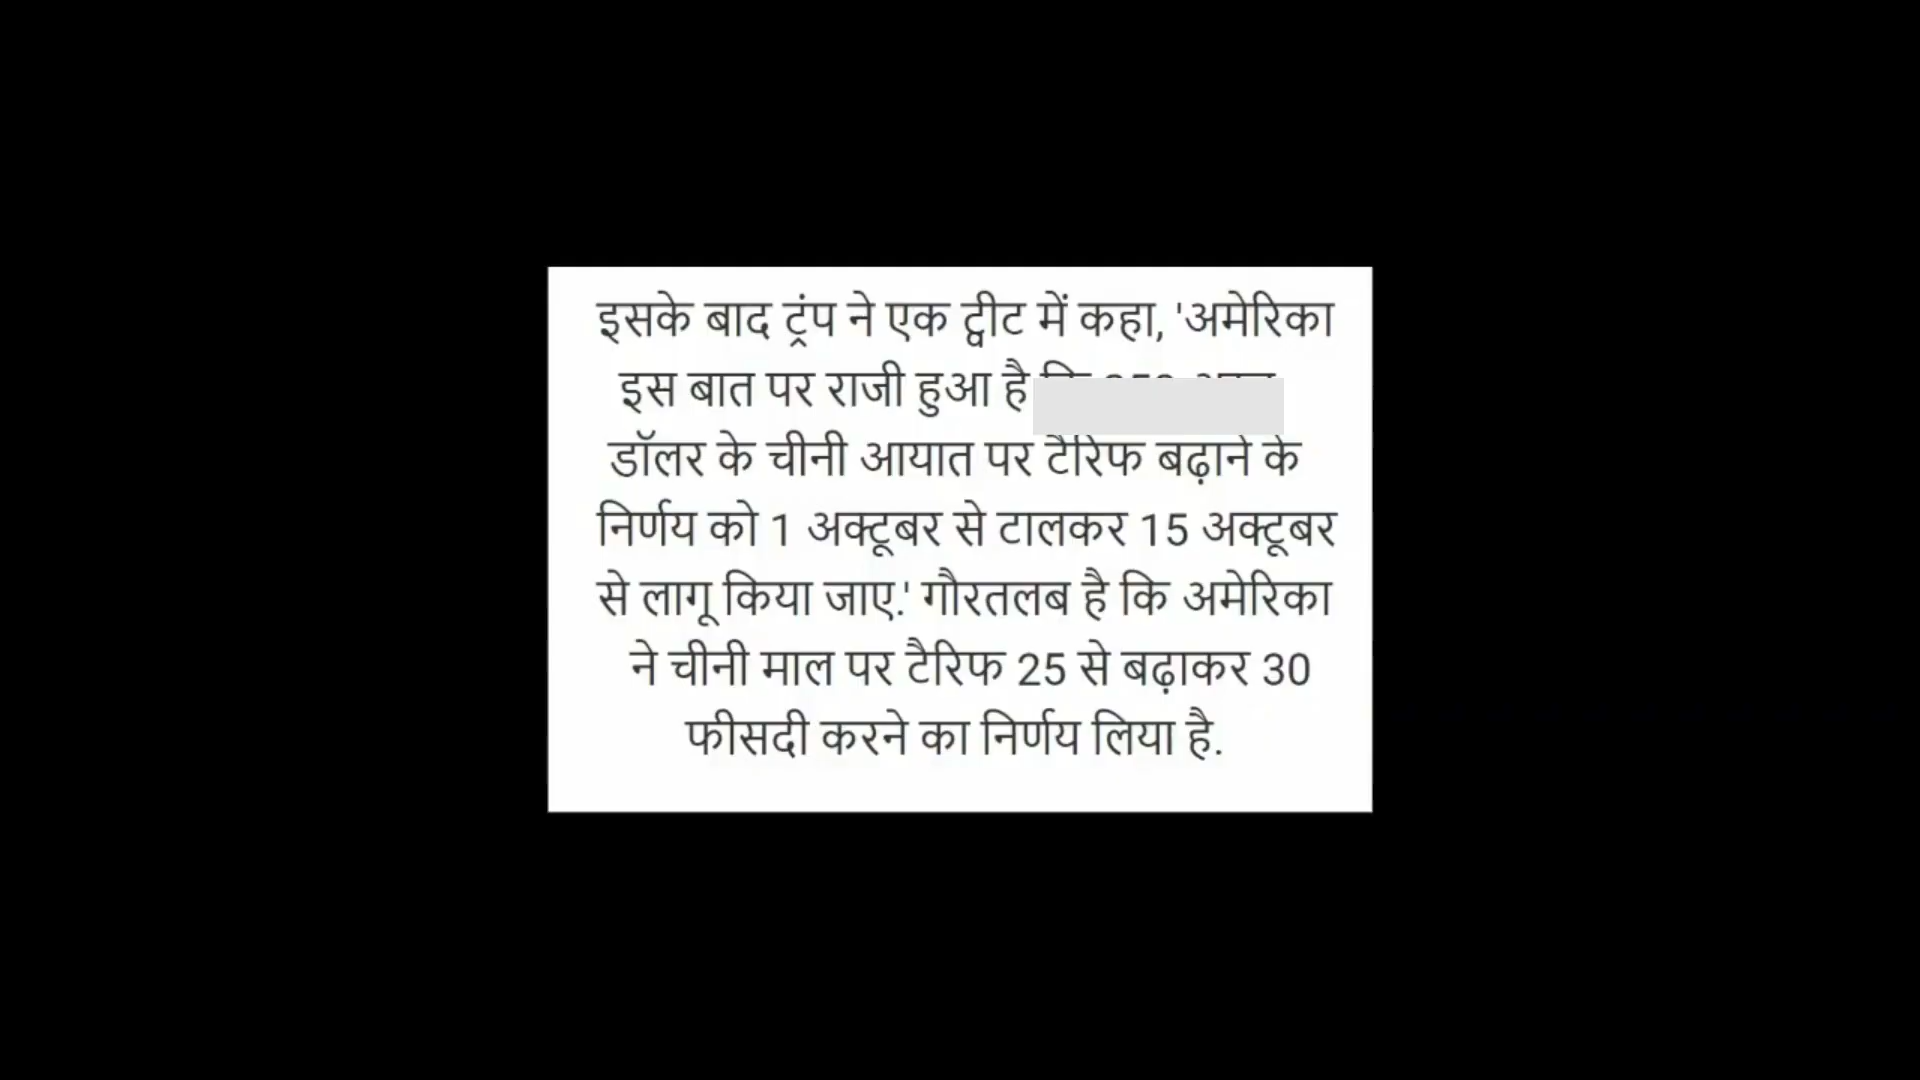 इसके बाद ट्रंप ने एक ट्वीट में कहा, 'अमेरिका
इस बात पर राजी हुआ है
डॉलर के चीनी आयात पर टैरिफ बढ़ाने के
निर्णय को 1 अक्टूबर से टालकर 15 अक्टूबर
से लागू किया जाए.' गौरतलब है कि अमेरिका
ने चीनी माल पर टैरिफ 25 से बढ़ाकर 30
फीसदी करने का निर्णय लिया है.